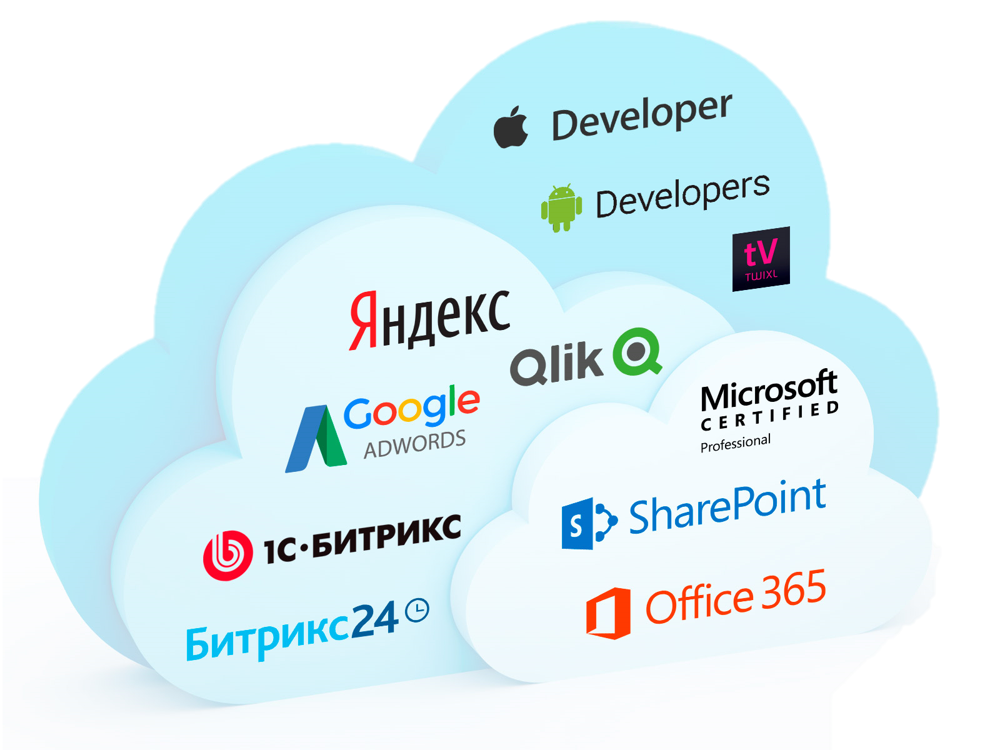 Developer
Developers
tV
TWIXL
Яндекс
Qlik
Google
ADWORDS
Microsoft
CERTIFIED
Professional
S
SharePoint
1С·БИТРИКС
Office 365
Битрикс24